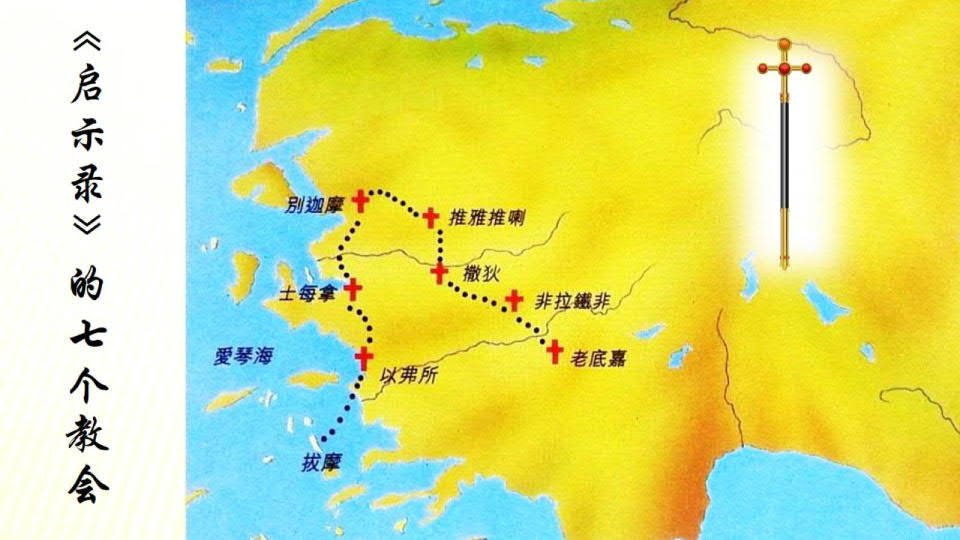 《启示录》的七个教会
別迦摩
推雅推喇
撒狄
士每拿
非拉鐵非
愛琴海
老底嘉
以弗所
拔摩